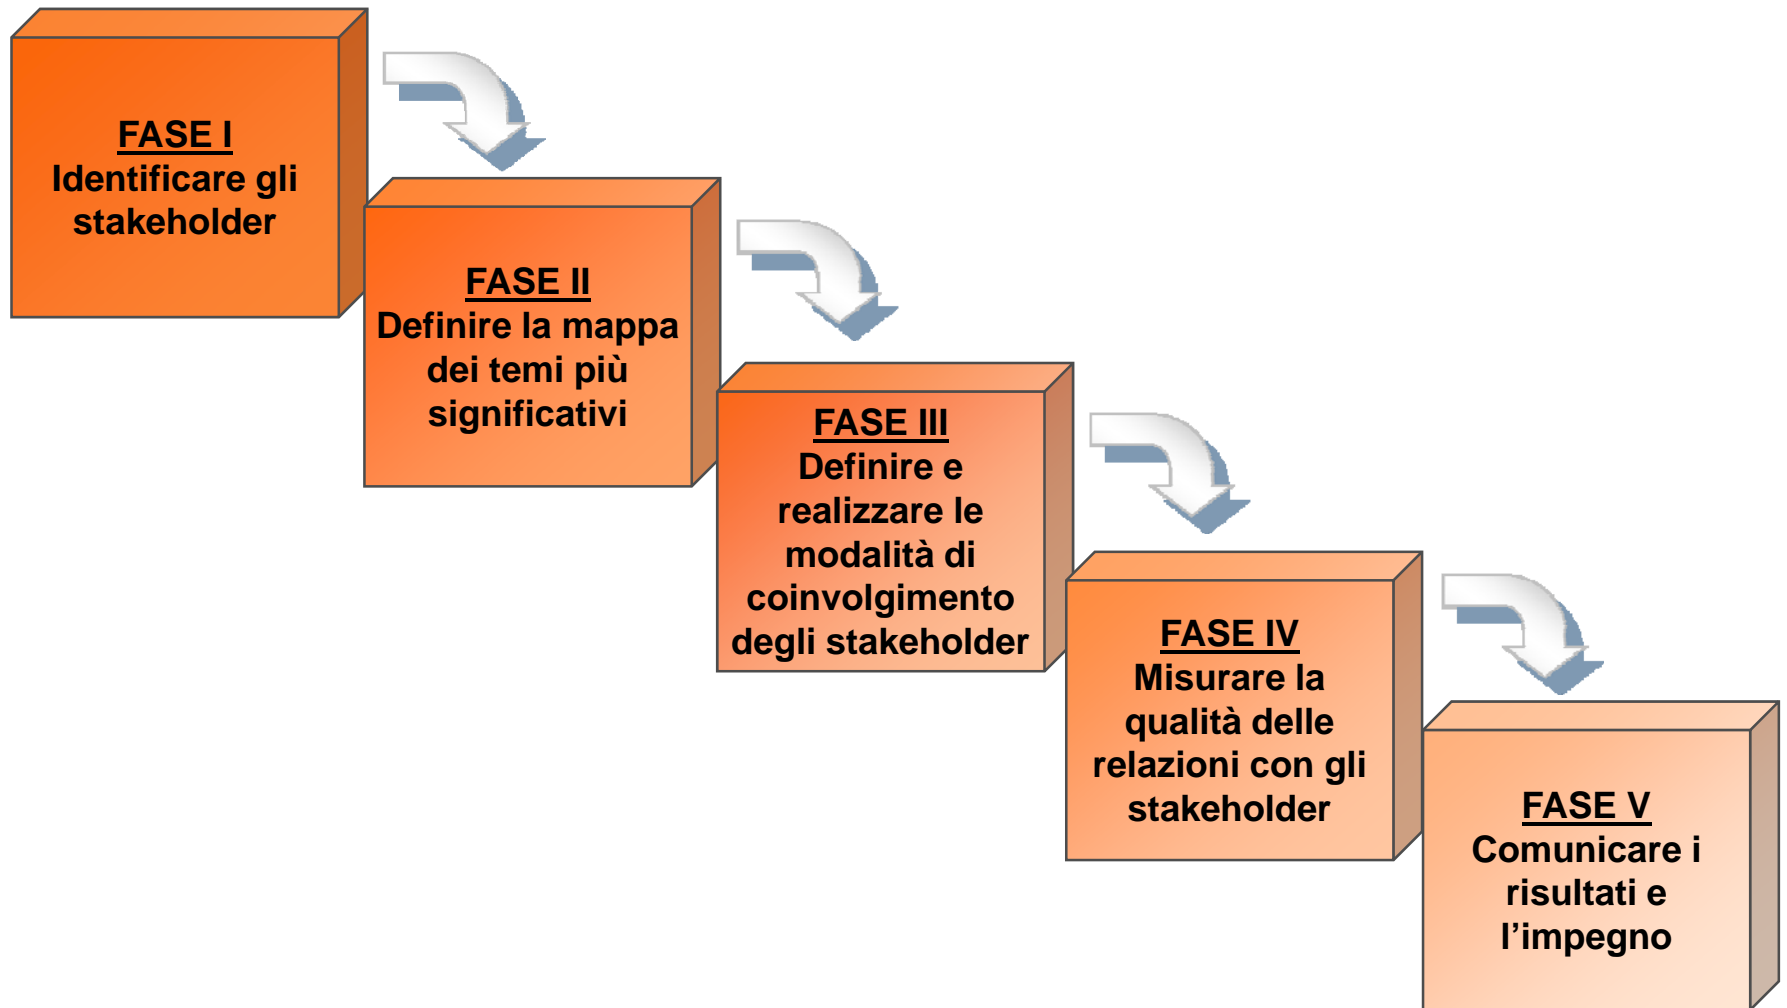 FASE I
Identificare gli
stakeholder
FASE II
Definire la mappa
dei temi più
significativi
FASE III
Definire e
realizzare le
modalità di
coinvolgimento
degli stakeholder
FASE IV
Misurare la
qualità delle
relazioni con gli
stakeholder
FASE V
Comunicare i
risultati e
l’impegno